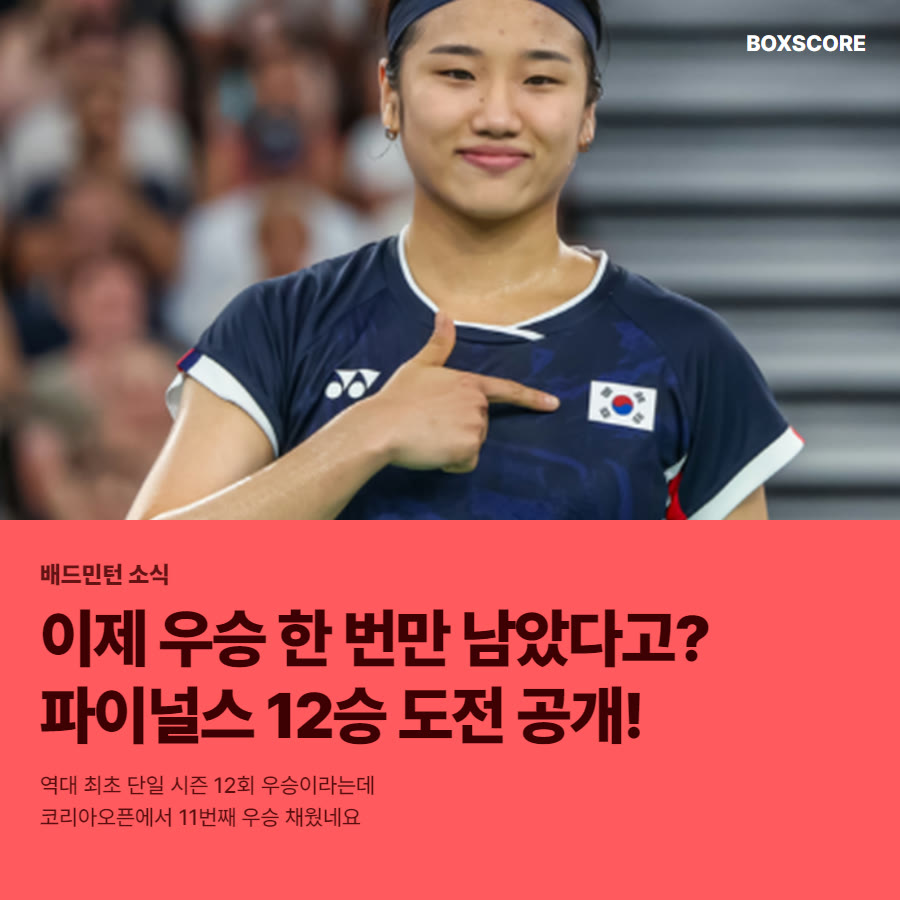 BOXSCORE
배드민턴 소식
이제 우승 한 번만 남았다고?
파이널스 12승 도전 공개!
역대 최초 단일 시즌 12회 우승이라는데
코리아오픈에서 11번째 우승 채웠네요